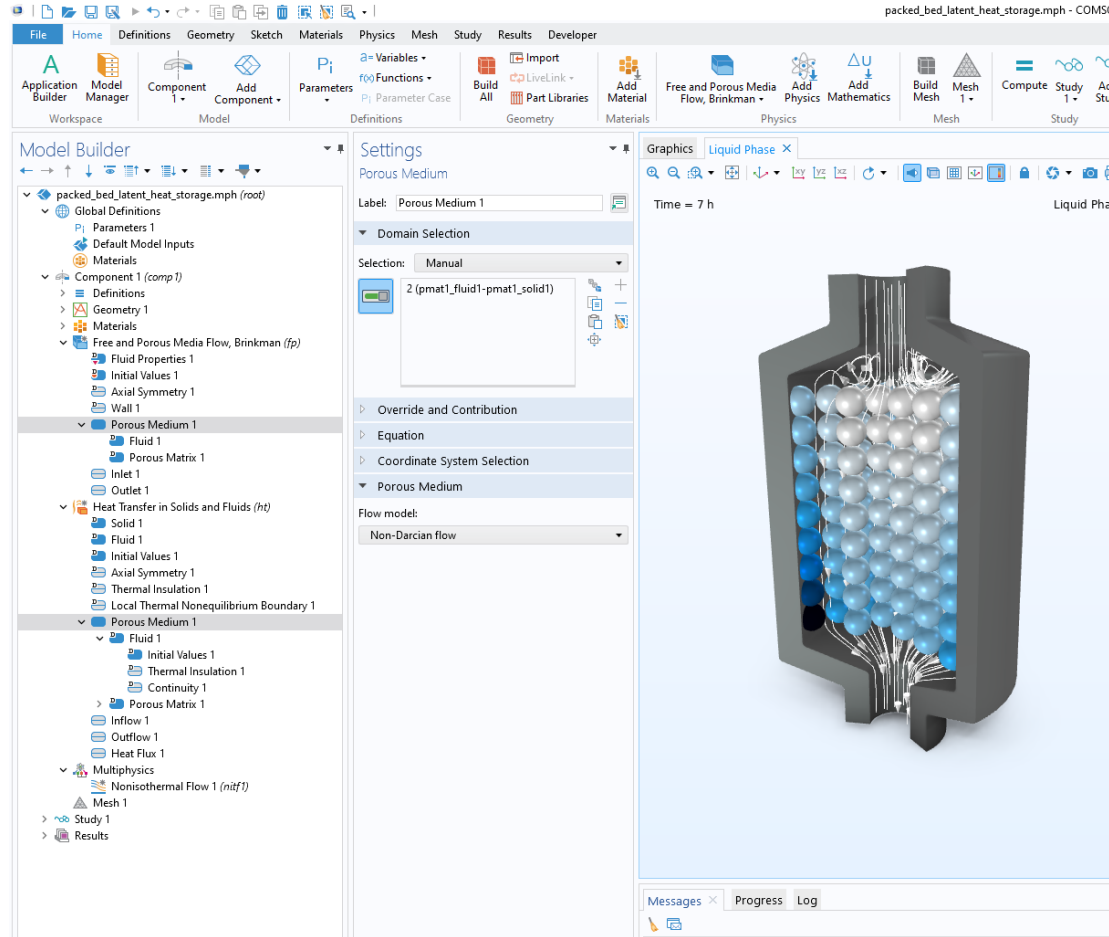 packed_bed_latent_heat_storage.mph - COMSO
File Home Definitions Geometry Sketch Materials Physics Mesh Study Results Developer
Application Builder
Model Manager
Workspace
Component 1
Add Component
Model
Pi
Parameters
a= Variables
f(x) Functions
Pi Parameter Case
Definitions
Build All
Import
LiveLink
Part Libraries
Geometry
Add Material
Materials
Free and Porous Media Flow, Brinkman
Add Physics
ΔU
Add Mathematics
Physics
Build Mesh
Mesh 1
Mesh
Compute
Study 1
Study
Model Builder
packed_bed_latent_heat_storage.mph (root)
Global Definitions
Pi Parameters 1
Default Model Inputs
Materials
Component 1 (comp1)
Definitions
Geometry 1
Materials
Free and Porous Media Flow, Brinkman (fp)
Fluid Properties 1
Initial Values 1
Axial Symmetry 1
Wall 1
Porous Medium 1
Fluid 1
Porous Matrix 1
Inlet 1
Outlet 1
Heat Transfer in Solids and Fluids (ht)
Solid 1
Fluid 1
Initial Values 1
Axial Symmetry 1
Thermal Insulation 1
Local Thermal Nonequilibrium Boundary 1
Porous Medium 1
Fluid 1
Initial Values 1
Thermal Insulation 1
Continuity 1
Porous Matrix 1
Inflow 1
Outflow 1
Heat Flux 1
Multiphysics
Nonisothermal Flow 1 (nitf1)
Mesh 1
Study 1
Results
Settings
Porous Medium
Label: Porous Medium 1
Domain Selection
Selection: Manual
2 (pmat1_fluid1-pmat1_solid1)
Override and Contribution
Equation
Coordinate System Selection
Porous Medium
Flow model:
Non-Darcian flow
Graphics Liquid Phase
xy yz xz
Time = 7 h
Liquid Pha
Messages Progress Log